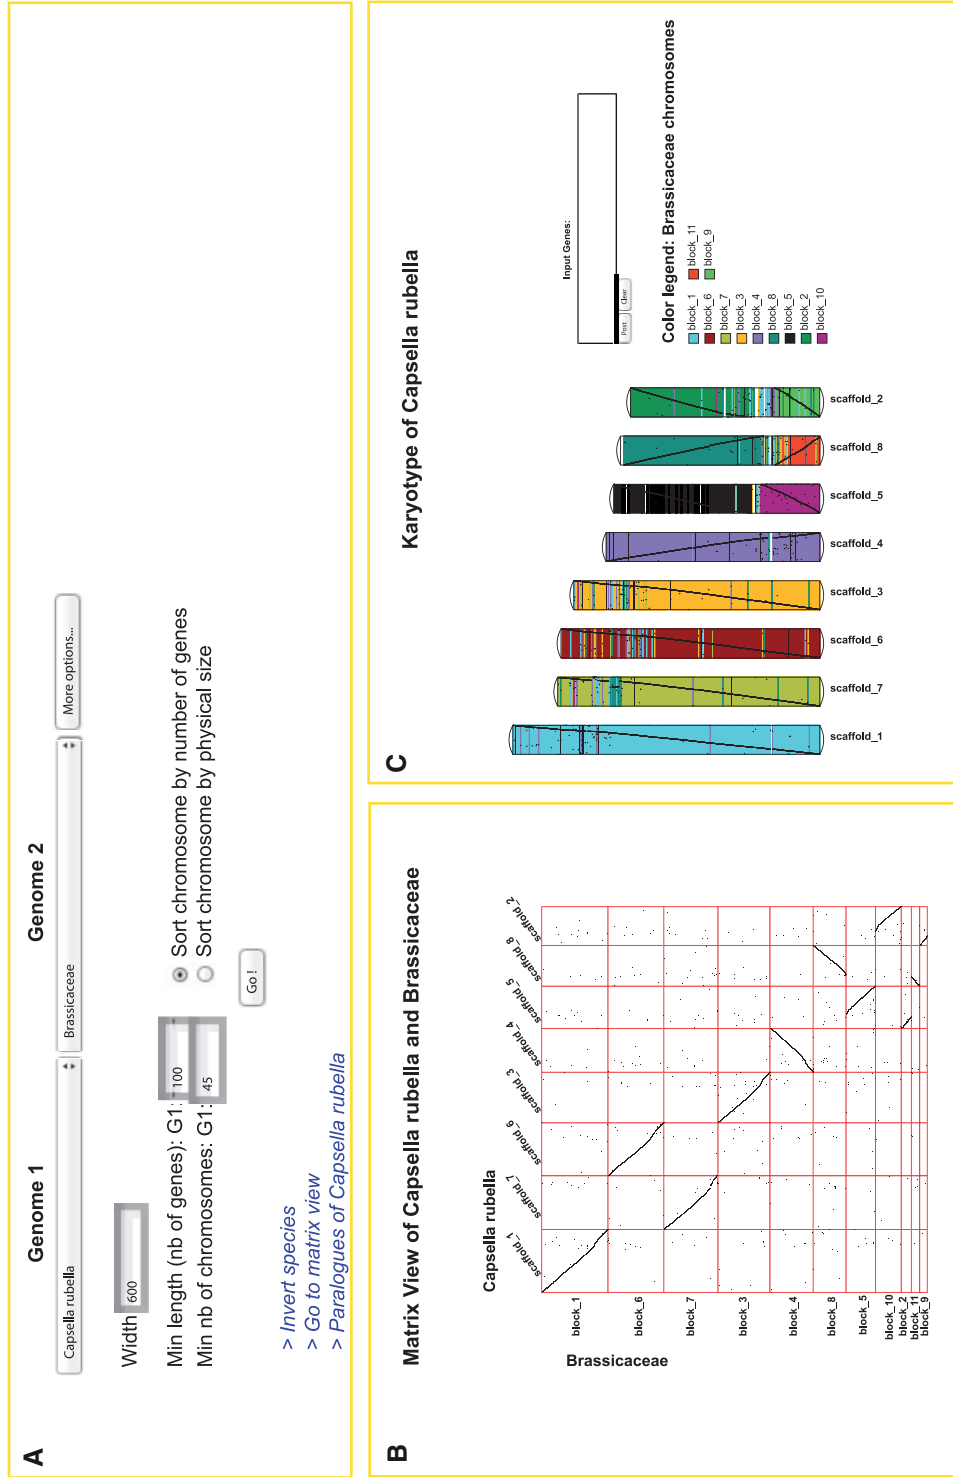 A
Genome 1
Genome 2
Capsella rubella
Brassicaceae
More options...
Width 600
Min length (nb of genes): G1: 100
Sort chromosome by number of genes
Min nb of chromosomes: G1: 45
Sort chromosome by physical size
Go !
> Invert species
> Go to matrix view
> Paralogues of Capsella rubella
B
Matrix View of Capsella rubella and Brassicaceae
Capsella rubella
scaffold_1
scaffold_7
scaffold_6
scaffold_3
scaffold_4
scaffold_5
scaffold_8
scaffold_2
Brassicaceae
block_1
block_6
block_7
block_3
block_4
block_8
block_5
block_10
block_2
block_11
block_9
C
Karyotype of Capsella rubella
scaffold_1
scaffold_7
scaffold_6
scaffold_3
scaffold_4
scaffold_5
scaffold_8
scaffold_2
Input Genes:
Post
Clear
Color legend: Brassicaceae chromosomes
block_1
block_11
block_6
block_9
block_7
block_3
block_4
block_8
block_5
block_2
block_10